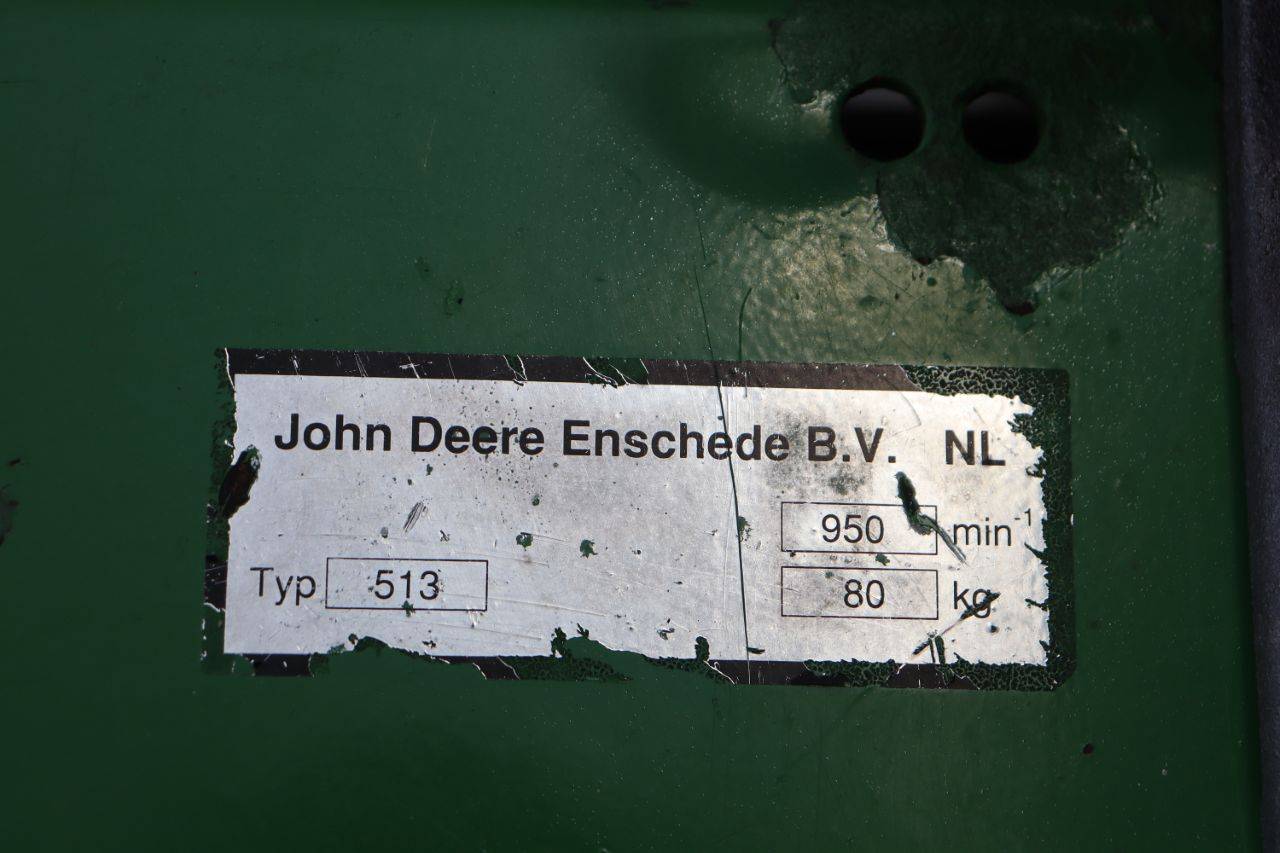 John Deere Enschede B.V. NL
950 min⁻¹
Typ 513 80 kg